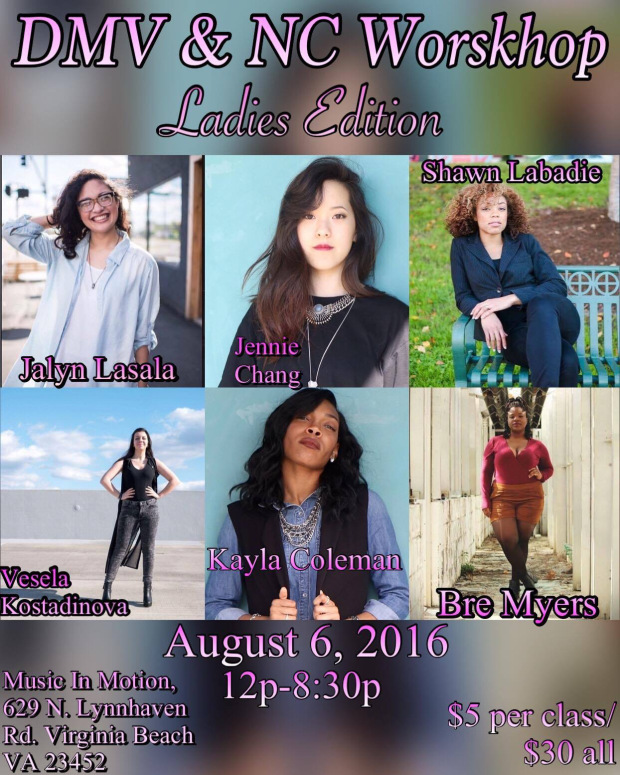 DMV & NC Worskhop
Ladies Edition
Shawn Labadie
Jalyn Lasala
Jennie
Chang
Vesela
Kostadinova
Kayla Coleman
Bre Myers
August 6, 2016
12p-8:30p
Music In Motion,
629 N. Lynnhaven
Rd. Virginia Beach
VA 23452
$5 per class/
$30 all